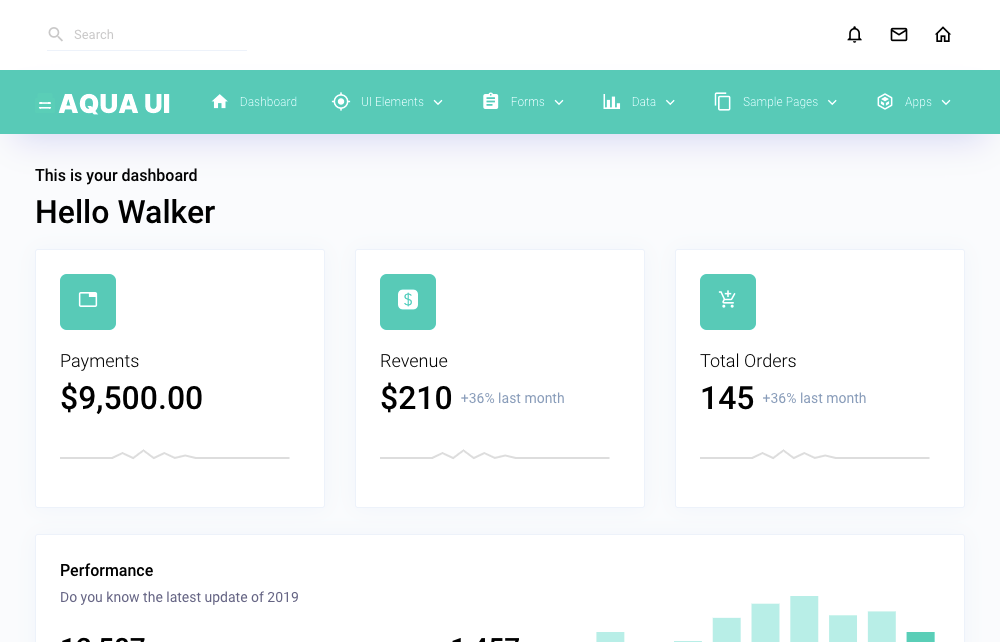 Search
AQUA UI
Dashboard
UI Elements
Forms
Data
Sample Pages
Apps
This is your dashboard
Hello Walker
Payments
$9,500.00
Revenue
$210 +36% last month
Total Orders
145 +36% last month
Performance
Do you know the latest update of 2019